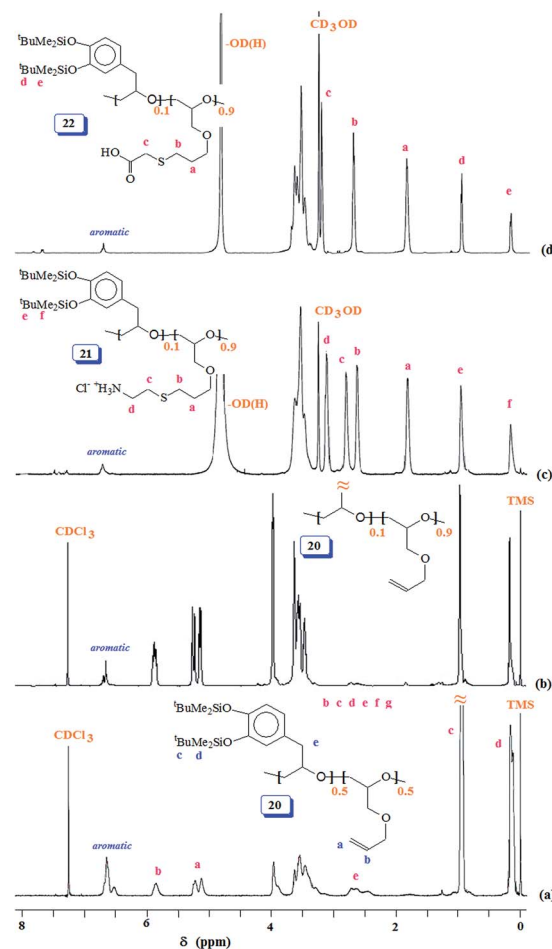 ᵗBuMe₂SiO
ᵗBuMe₂SiO
d e
22
O
0.1
O
0.9
O
HO
O
c
S
b
a
-OD(H)
CD₃OD
c
b
a
d
e
aromatic
(d)
ᵗBuMe₂SiO
ᵗBuMe₂SiO
e f
21
O
0.1
O
0.9
O
Cl⁻ ⁺H₃N
c
d
S
b
a
-OD(H)
CD₃OD
d
c
b
a
e
f
aromatic
(c)
≈
O
0.1
O
0.9
O
20
CDCl₃
TMS
aromatic
(b)
b c d e f g
ᵗBuMe₂SiO
ᵗBuMe₂SiO
c d
e
20
O
0.5
O
0.5
O
a
b
CDCl₃
≈
TMS
c
d
aromatic
b
a
e
(a)
8 6 4 2 0
δ (ppm)